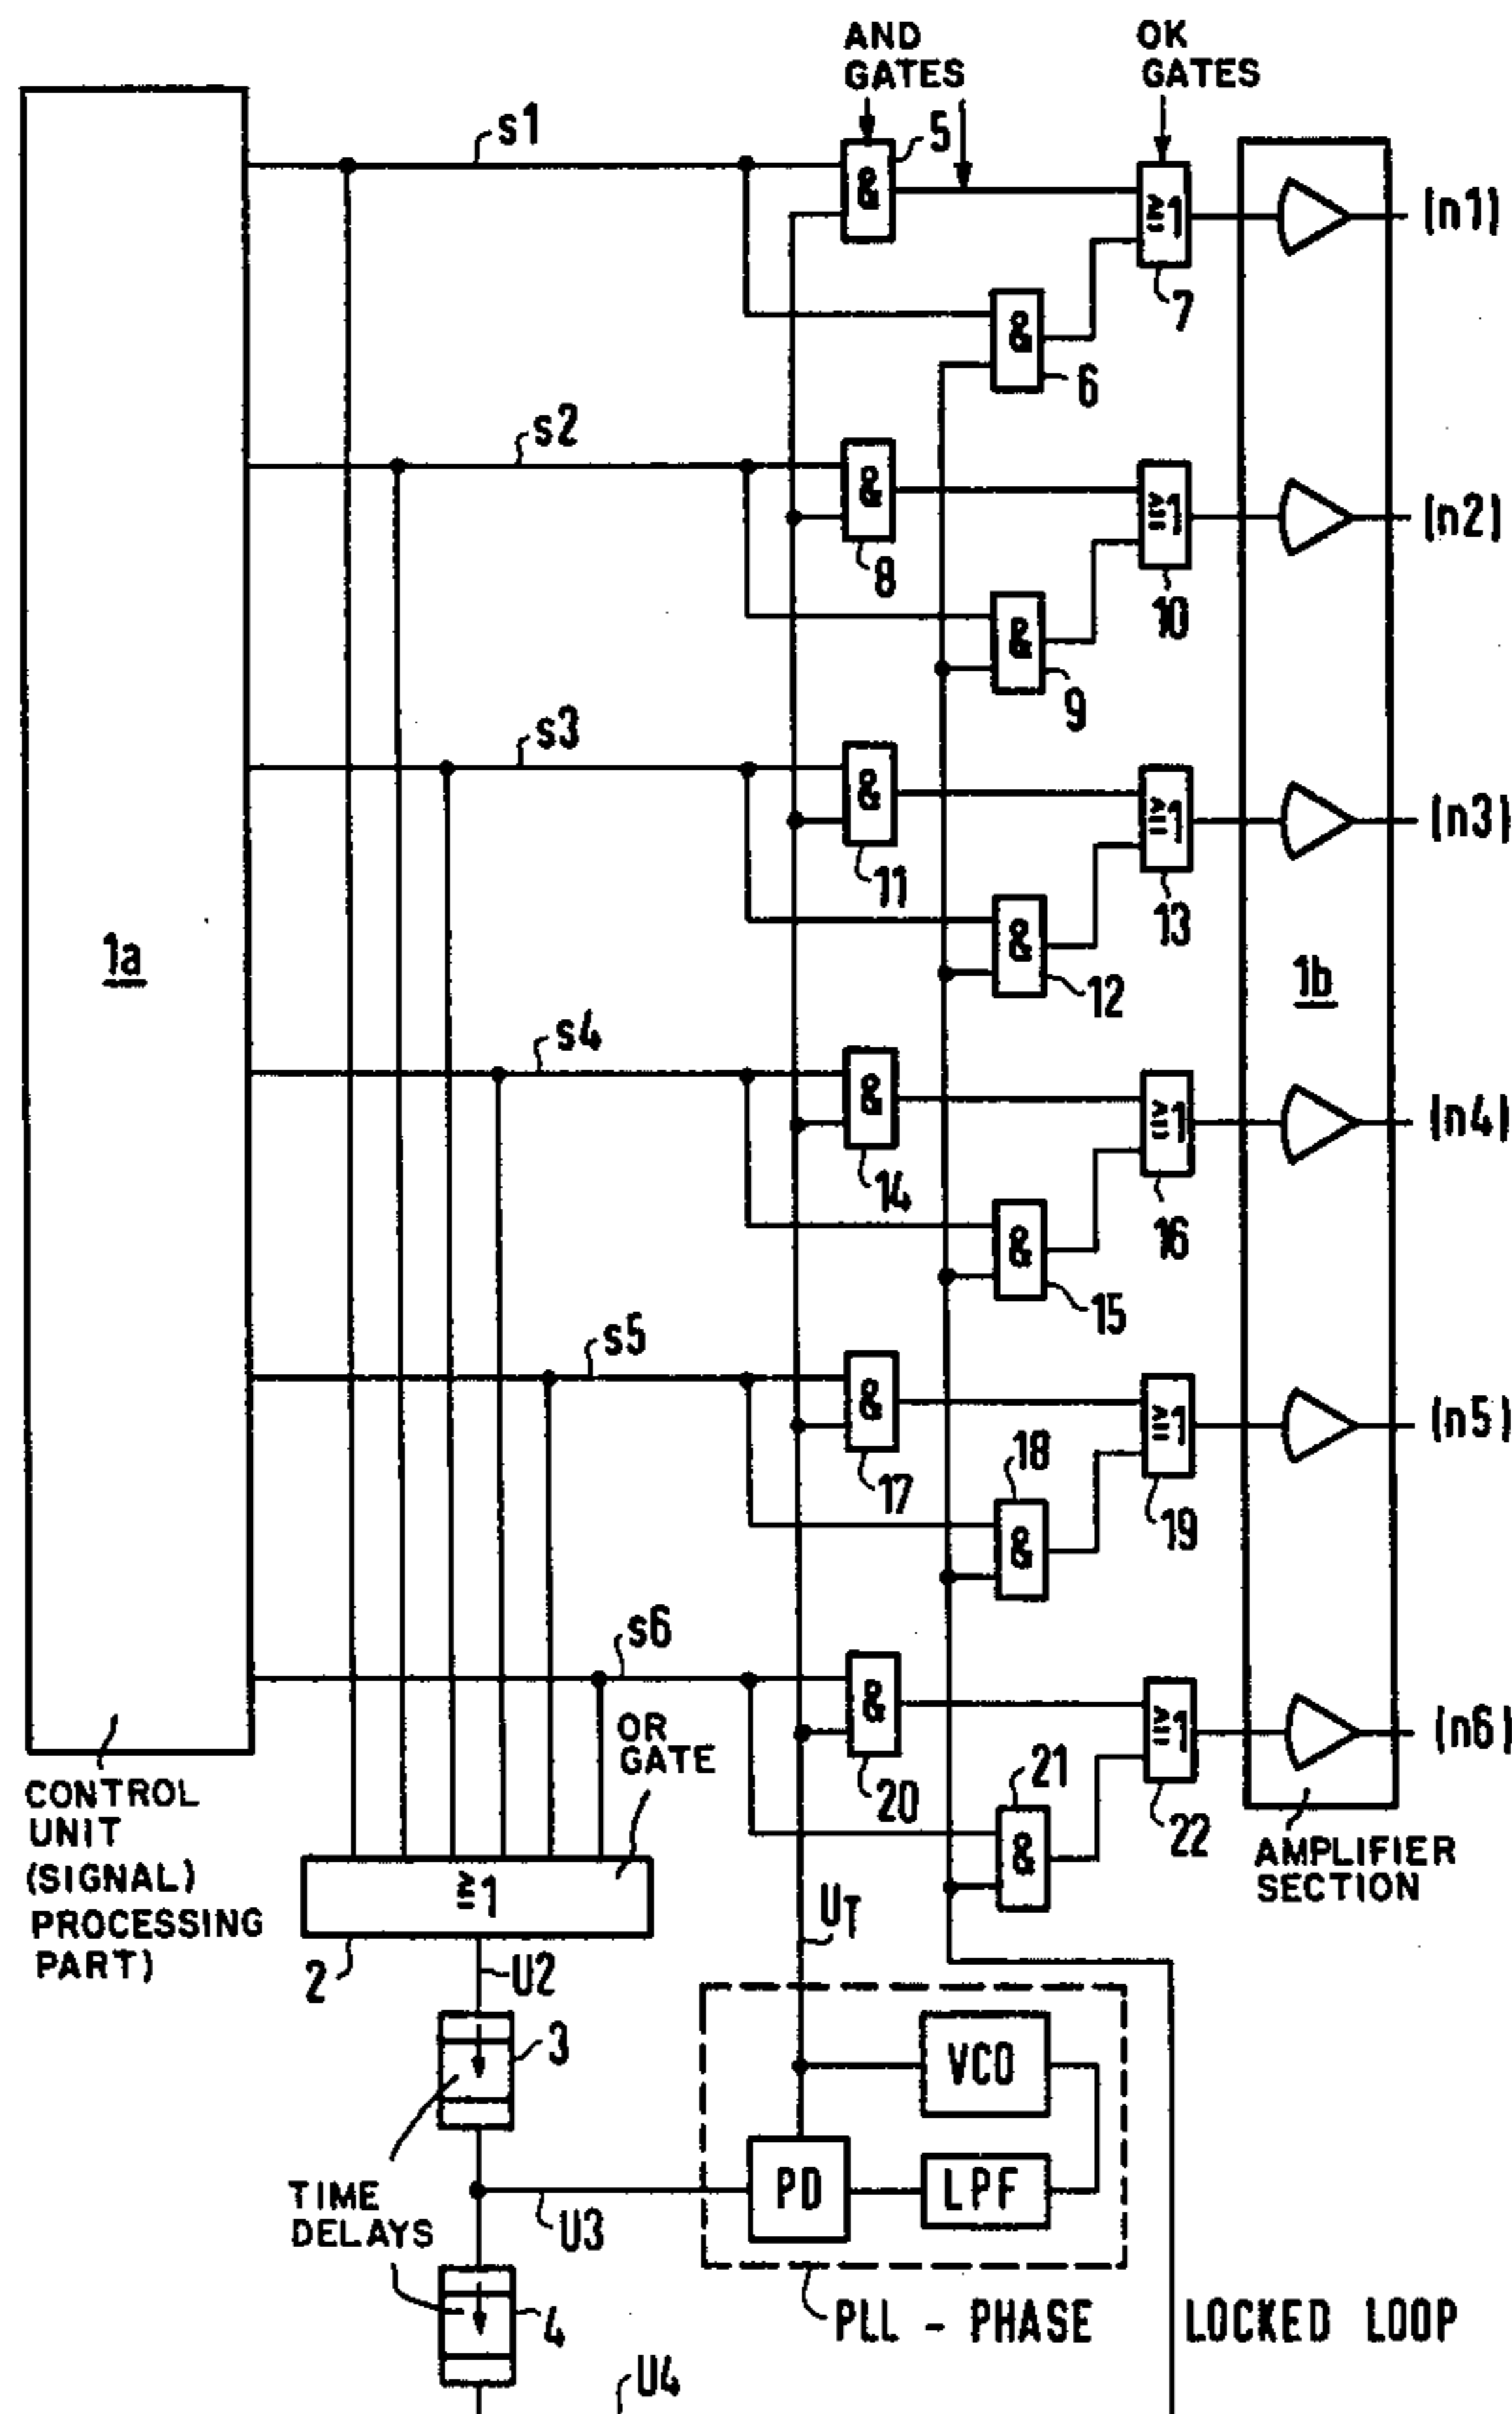 AND
GATES
OK
GATES
s1
5
&
≥1
(n1)
7
&
6
s2
&
≥1
(n2)
8
10
&
9
s3
&
≥1
(n3)
11
13
&
12
1a
1b
s4
&
≥1
(n4)
14
16
&
15
s5
&
≥1
(n5)
17
18
19
&
s6
&
≥1
(n6)
20
21
22
&
OR
GATE
CONTROL
UNIT
(SIGNAL)
PROCESSING
PART)
AMPLIFIER
SECTION
≥1
2
U2
UT
3
VCO
PD
LPF
TIME
DELAYS
U3
4
PLL - PHASE LOCKED LOOP
U4